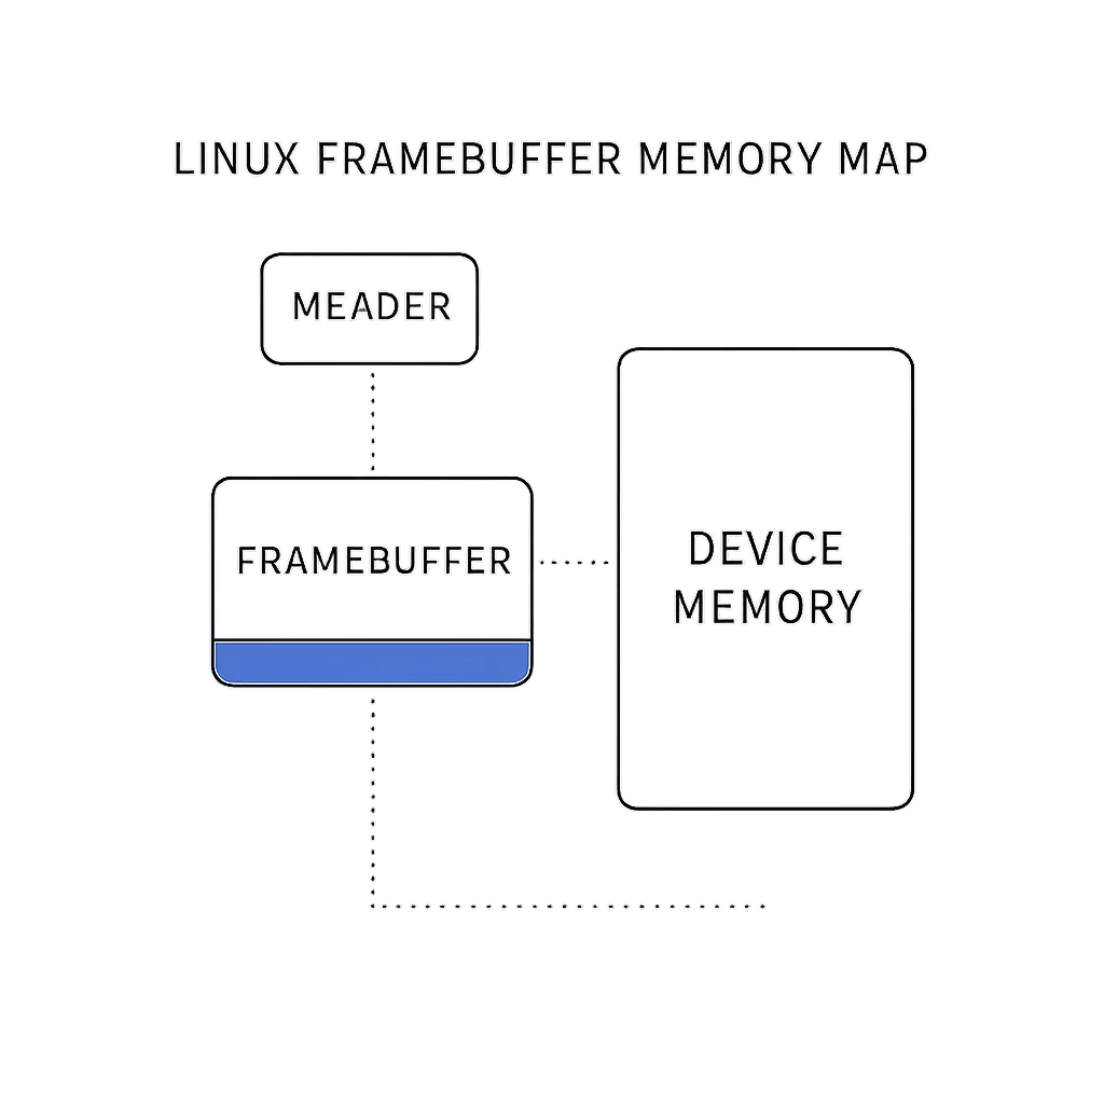 LINUX FRAMEBUFFER MEMORY MAP
MEADER
FRAMEBUFFER
DEVICE
MEMORY